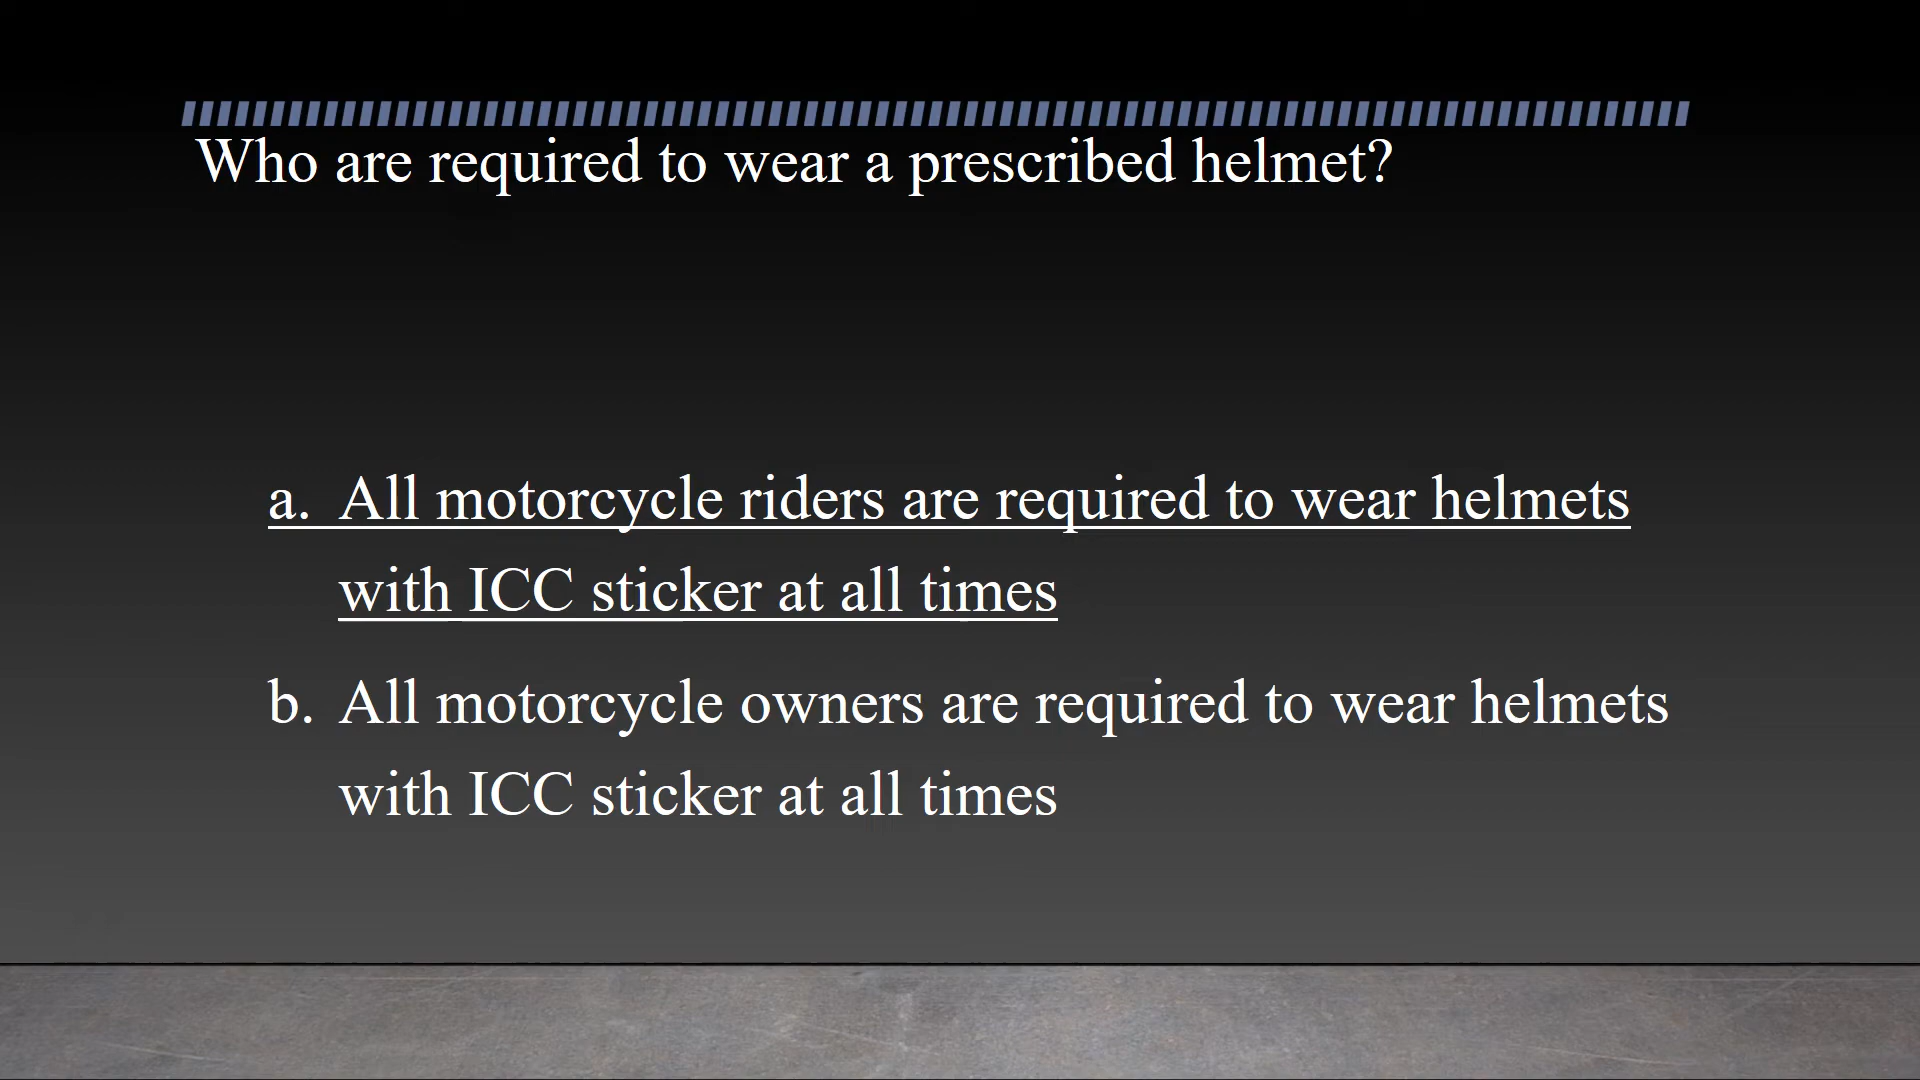 Who are required to wear a prescribed helmet?
a. All motorcycle riders are required to wear helmets
with ICC sticker at all times
b. All motorcycle owners are required to wear helmets
with ICC sticker at all times